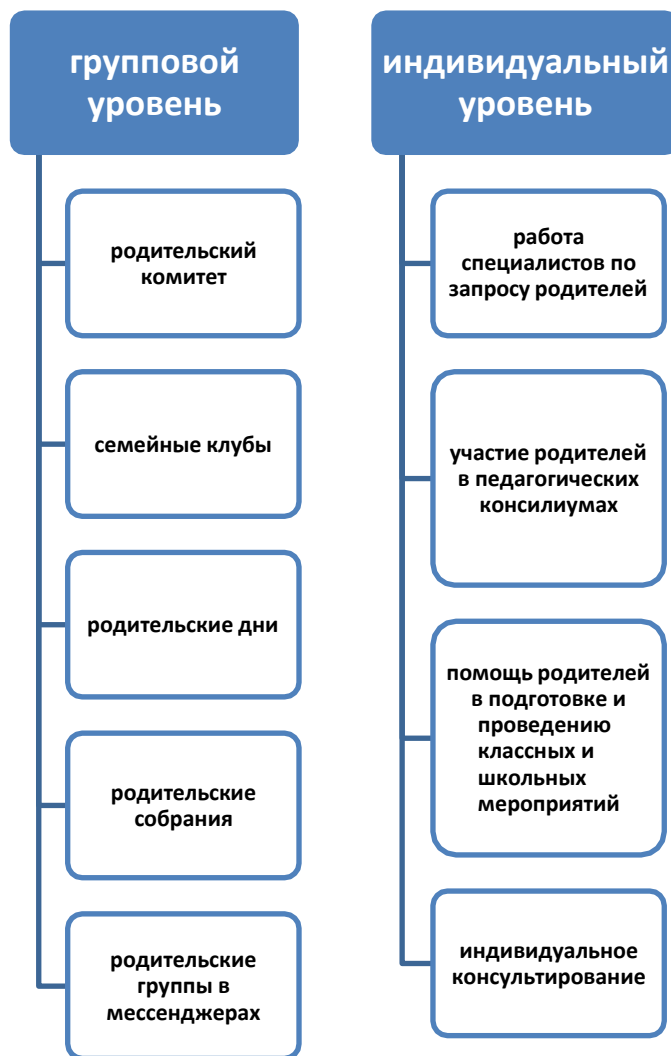 групповой
уровень
родительский
комитет
семейные клубы
родительские дни
родительские
собрания
родительские
группы в
мессенджерах
индивидуальный
уровень
работа
специалистов по
запросу родителей
участие родителей
в педагогических
консилиумах
помощь родителей
в подготовке и
проведению
классных и
школьных
мероприятий
индивидуальное
консультирование